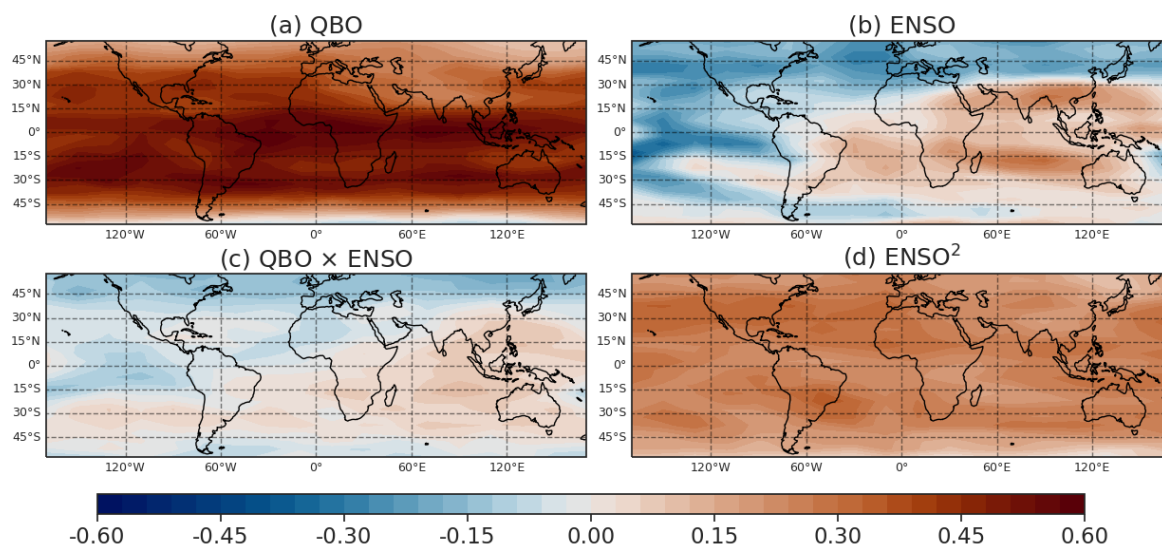 (a) QBO
(b) ENSO
45°N
30°N
15°N
0°
15°S
30°S
45°S
120°W
60°W
0°
60°E
120°E
45°N
30°N
15°N
0°
15°S
30°S
45°S
120°W
60°W
0°
60°E
120°E
(c) QBO × ENSO
(d) ENSO²
45°N
30°N
15°N
0°
15°S
30°S
45°S
120°W
60°W
0°
60°E
120°E
45°N
30°N
15°N
0°
15°S
30°S
45°S
120°W
60°W
0°
60°E
120°E
-0.60 -0.45 -0.30 -0.15 0.00 0.15 0.30 0.45 0.60